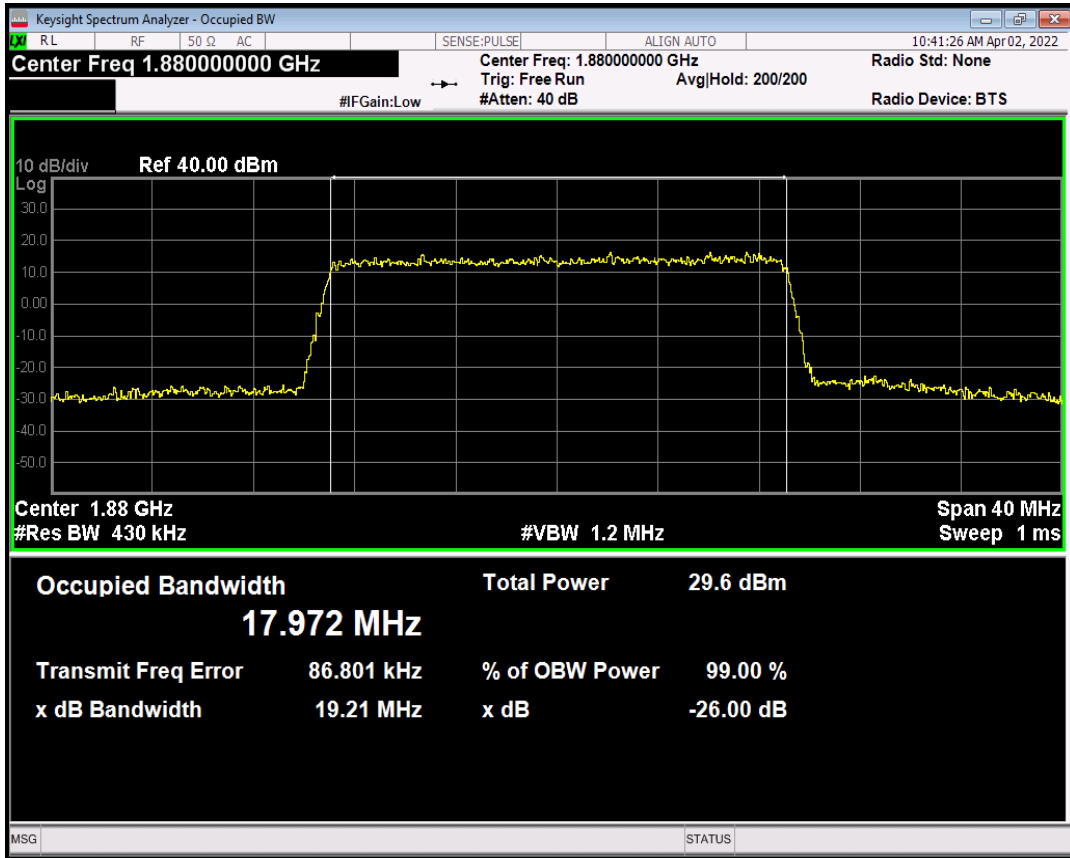 Keysight Spectrum Analyzer - Occupied BW
LXI RL RF 50 Ω AC SENSE:PULSE ALIGN AUTO 10:41:26 AM Apr 02, 2022
Center Freq 1.880000000 GHz Center Freq: 1.880000000 GHz Radio Std: None
Trig: Free Run Avg|Hold: 200/200
#IFGain:Low #Atten: 40 dB Radio Device: BTS
10 dB/div Ref 40.00 dBm
Log
30.0
20.0
10.0
0.00
-10.0
-20.0
-30.0
-40.0
-50.0
Center 1.88 GHz Span 40 MHz
#Res BW 430 kHz #VBW 1.2 MHz Sweep 1 ms
Occupied Bandwidth Total Power 29.6 dBm
17.972 MHz
Transmit Freq Error 86.801 kHz % of OBW Power 99.00 %
x dB Bandwidth 19.21 MHz x dB -26.00 dB
MSG STATUS